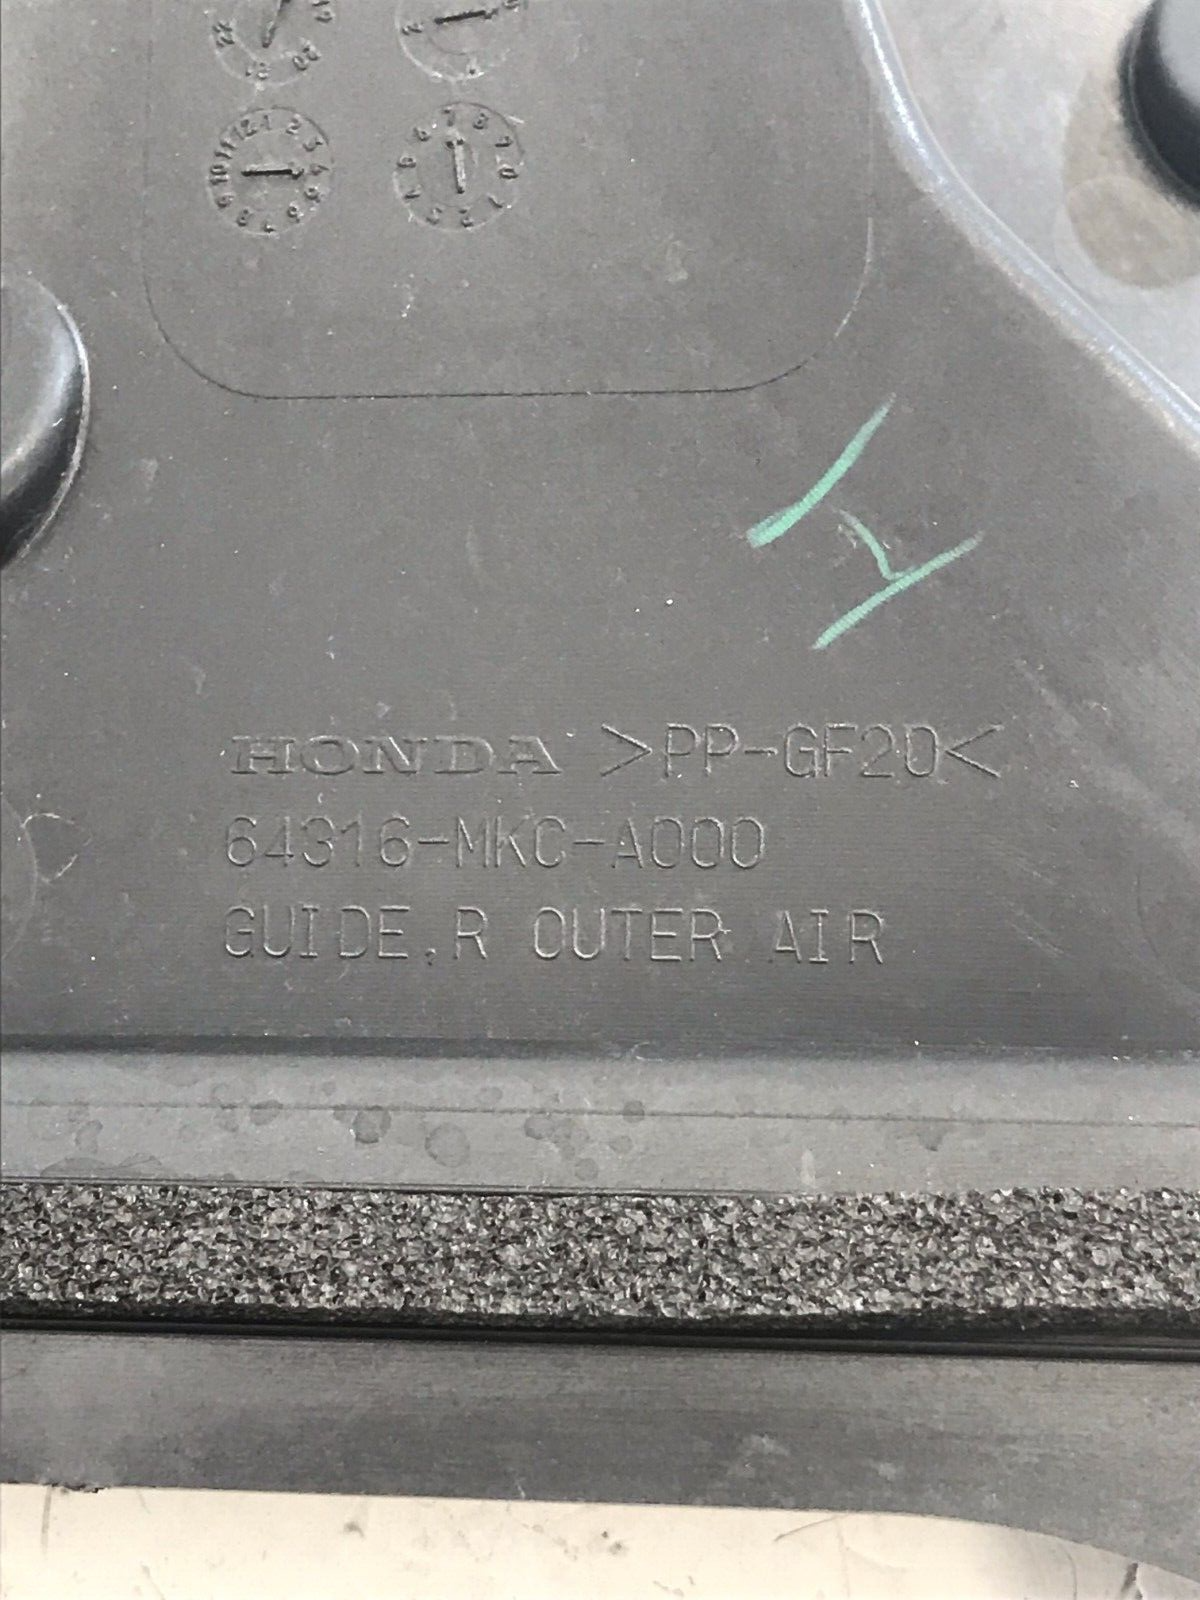 HONDA >PP-GF20<
64316-MKC-A000
GUIDE,R OUTER AIR